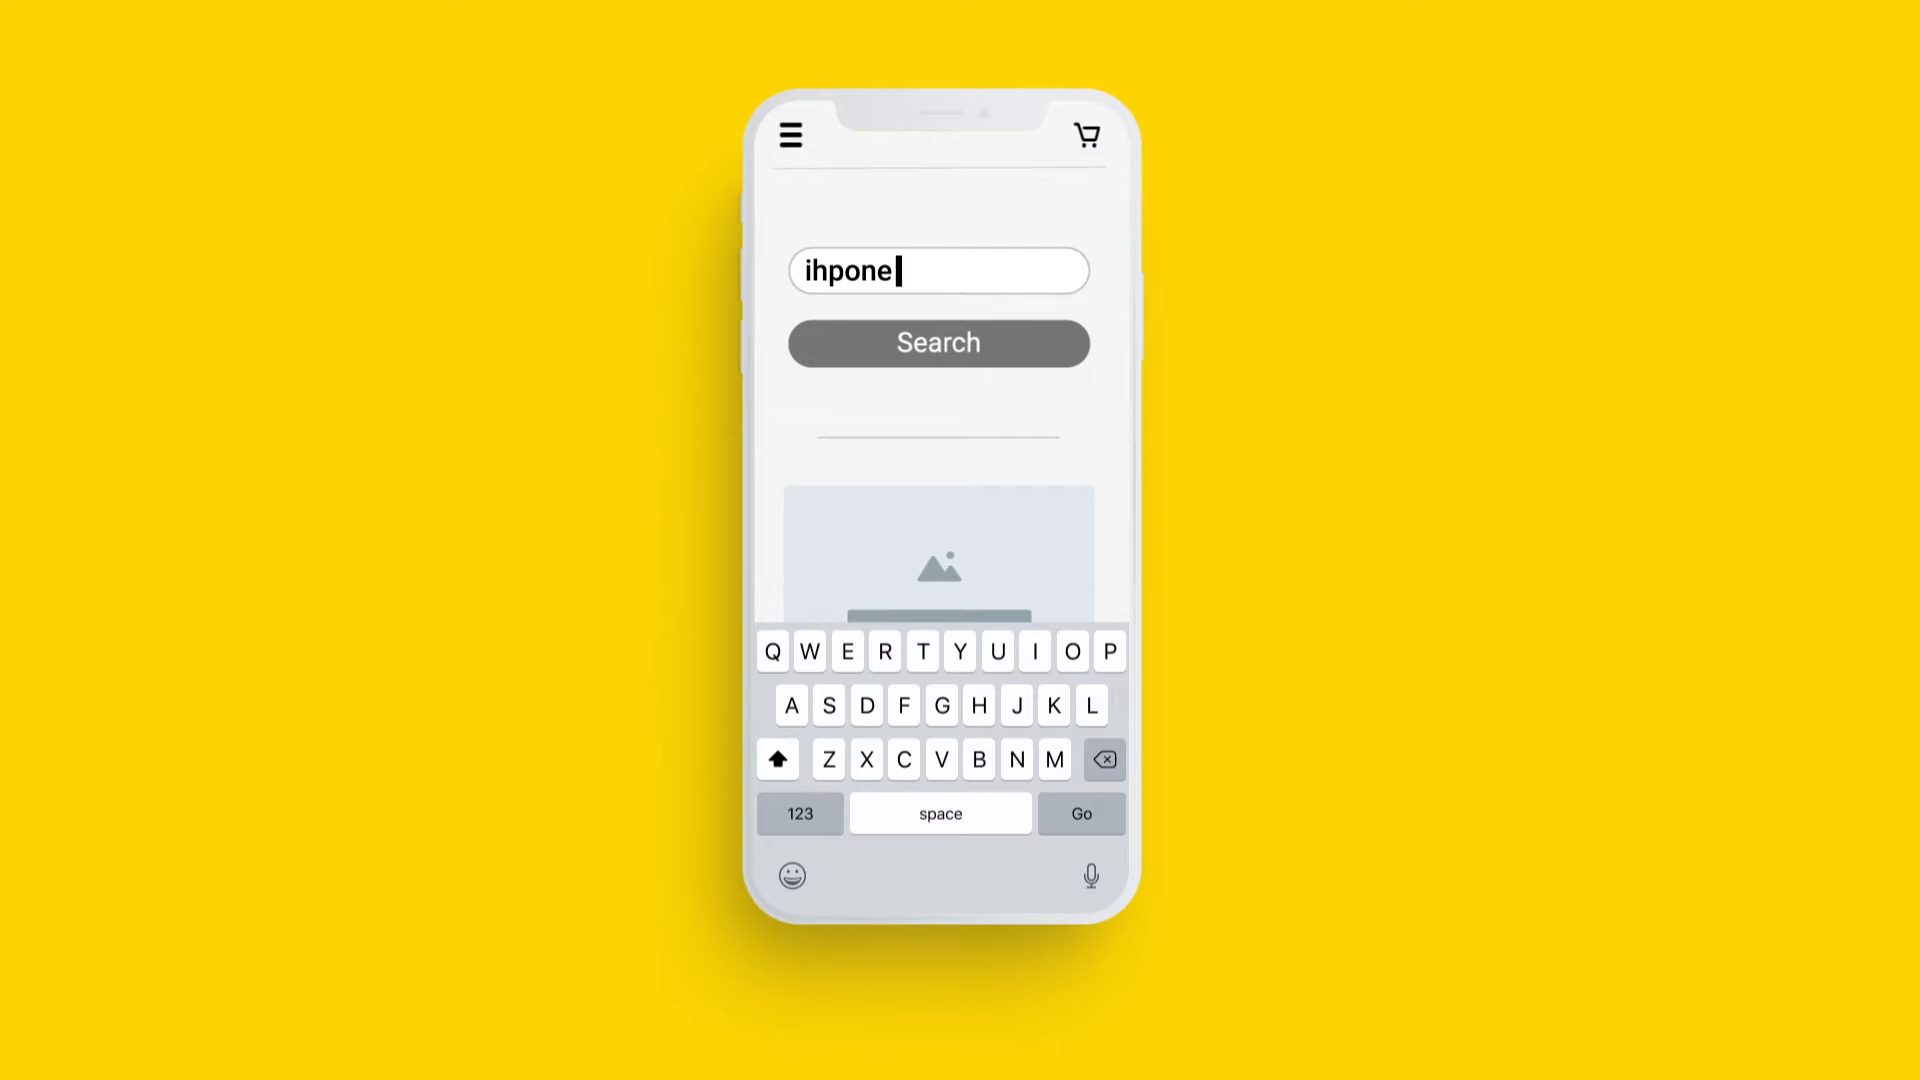 ihpone
Search
Q W E R T Y U I O P
A S D F G H J K L
Z X C V B N M
123 space Go